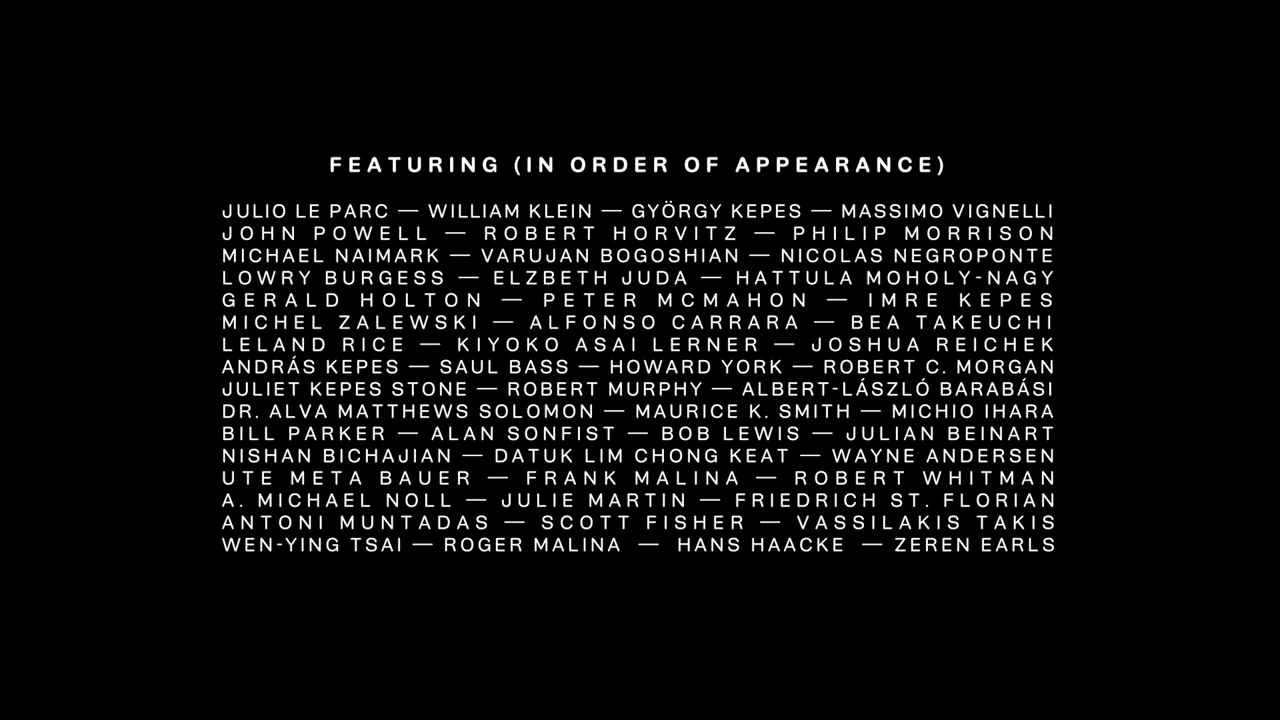 FEATURING (IN ORDER OF APPEARANCE)
JULIO LE PARC — WILLIAM KLEIN — GYÖRGY KEPES — MASSIMO VIGNELLI
JOHN POWELL — ROBERT HORVITZ — PHILIP MORRISON
MICHAEL NAIMARK — VARUJAN BOGOSHIAN — NICOLAS NEGROPONTE
LOWRY BURGESS — ELZBETH JUDA — HATTULA MOHOLY-NAGY
GERALD HOLTON — PETER MCMAHON — IMRE KEPES
MICHEL ZALEWSKI — ALFONSO CARRARA — BEA TAKEUCHI
LELAND RICE — KIYOKO ASAI LERNER — JOSHUA REICHEK
ANDRÁS KEPES — SAUL BASS — HOWARD YORK — ROBERT C. MORGAN
JULIET KEPES STONE — ROBERT MURPHY — ALBERT-LÁSZLÓ BARABÁSI
DR. ALVA MATTHEWS SOLOMON — MAURICE K. SMITH — MICHIO IHARA
BILL PARKER — ALAN SONFIST — BOB LEWIS — JULIAN BEINART
NISHAN BICHAJIAN — DATUK LIM CHONG KEAT — WAYNE ANDERSEN
UTE META BAUER — FRANK MALINA — ROBERT WHITMAN
A. MICHAEL NOLL — JULIE MARTIN — FRIEDRICH ST. FLORIAN
ANTONI MUNTADAS — SCOTT FISHER — VASSILAKIS TAKIS
WEN-YING TSAI — ROGER MALINA — HANS HAACKE — ZEREN EARLS